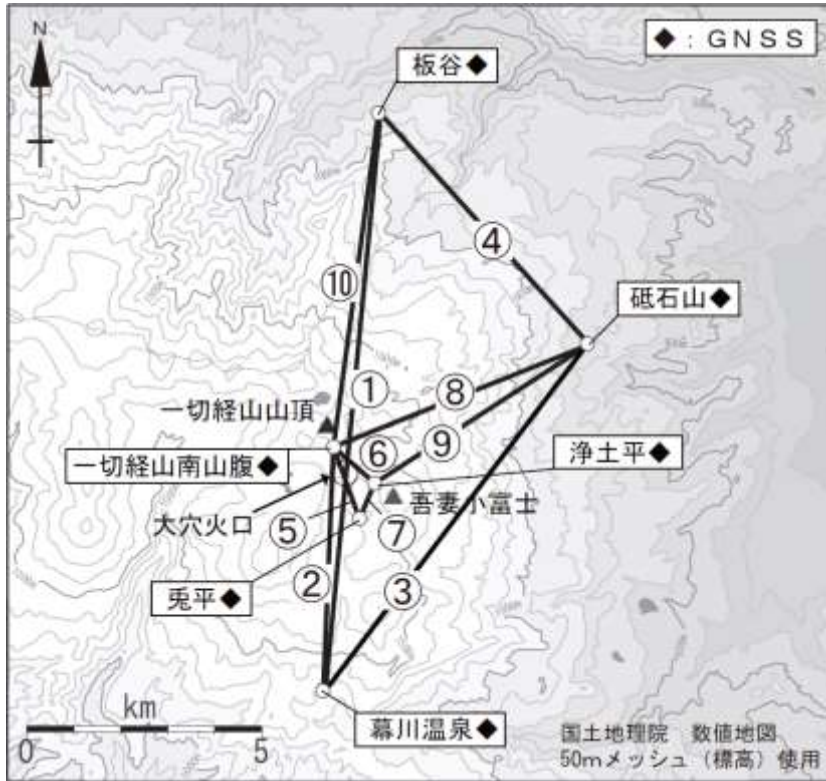 N
◆：GNSS
板谷◆
④
⑩
砥石山◆
①
⑧
一切経山山頂
⑨
一切経山南山腹◆
⑥
浄土平◆
大穴火口
吾妻小富士
⑤
⑦
②
③
兎平◆
km
0 5
幕川温泉◆
国土地理院 数値地図
50mメッシュ（標高）使用